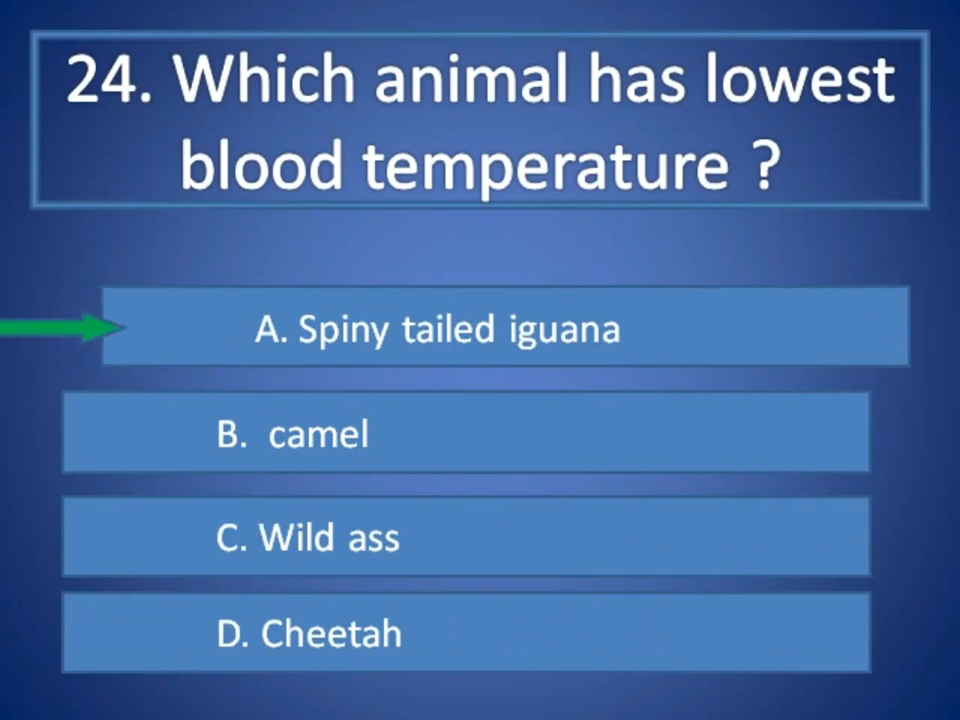 24. Which animal has lowest
blood temperature ?
A. Spiny tailed iguana
B. camel
C. Wild ass
D. Cheetah